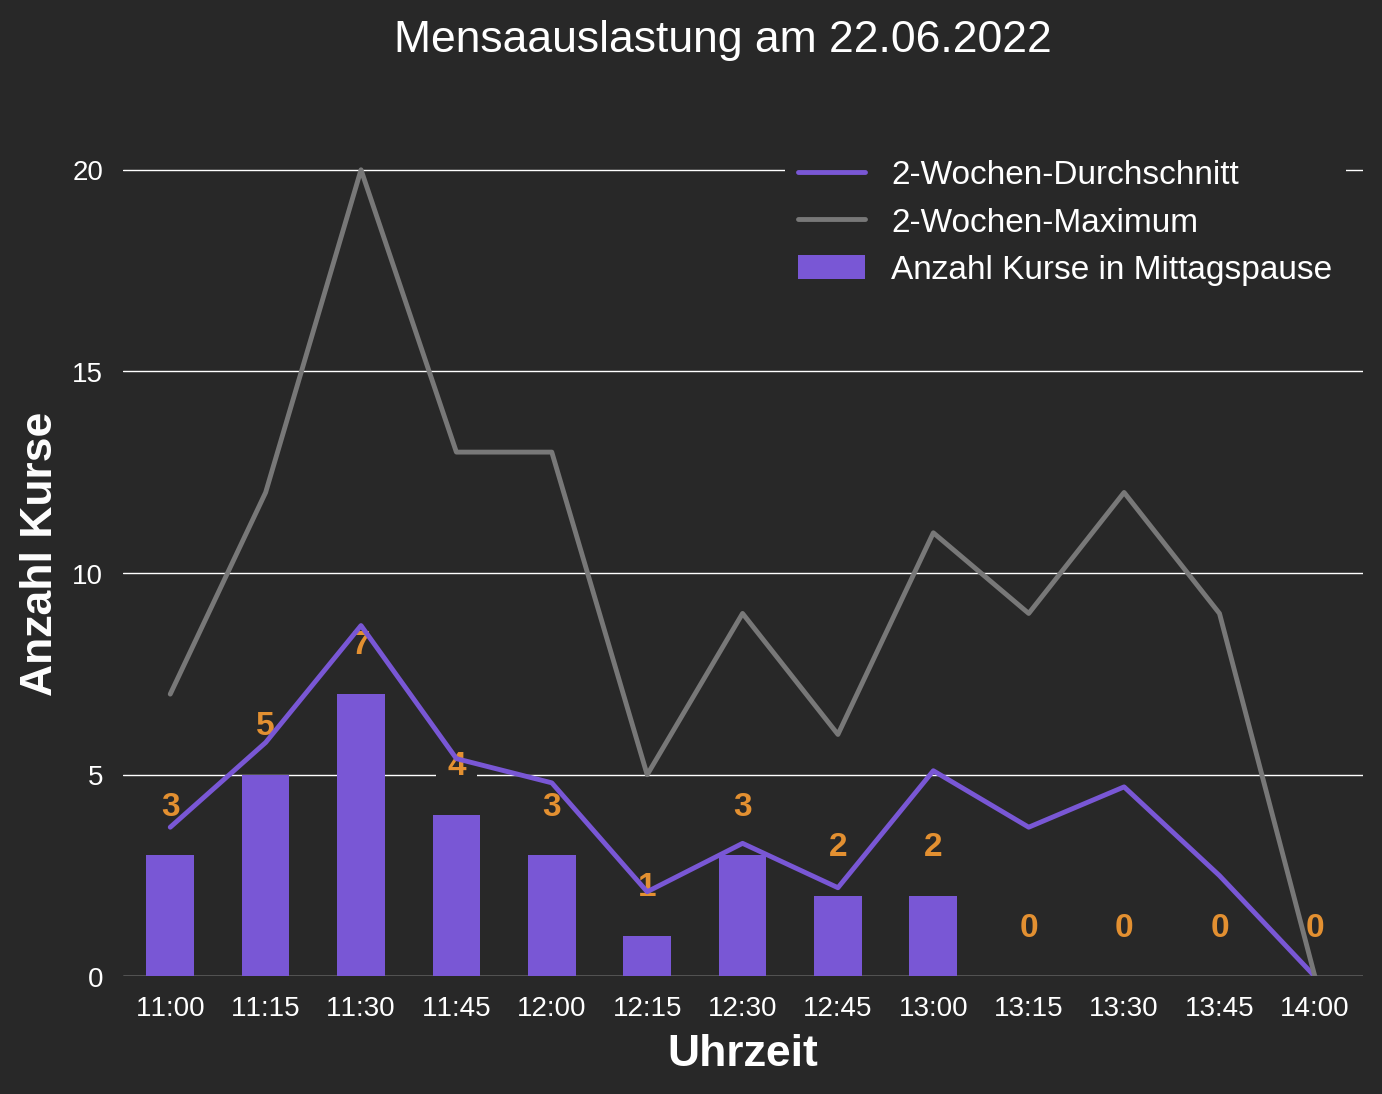 Mensaauslastung am 22.06.2022
2-Wochen-Durchschnitt
2-Wochen-Maximum
Anzahl Kurse in Mittagspause
Anzahl Kurse
20
15
10
5
0
3
5
7
4
3
1
3
2
2
0
0
0
0
11:00 11:15 11:30 11:45 12:00 12:15 12:30 12:45 13:00 13:15 13:30 13:45 14:00
Uhrzeit